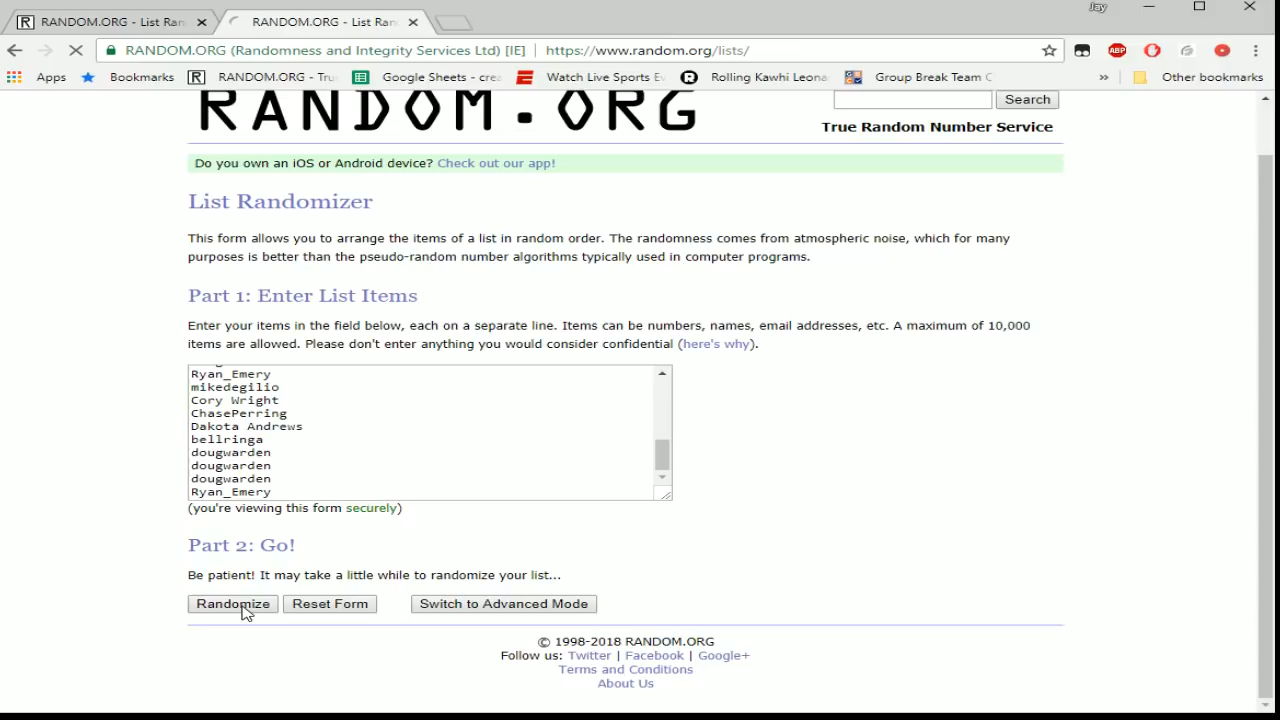 Jay
RANDOM.ORG - List Ran
RANDOM.ORG - List Ran
RANDOM.ORG (Randomness and Integrity Services Ltd) [IE] | https://www.random.org/lists/
ABP
Apps Bookmarks RANDOM.ORG - Tru Google Sheets - crea Watch Live Sports Ev Rolling Kawhi Leona Group Break Team C » Other bookmarks
RANDOM.ORG
Search
True Random Number Service
Do you own an iOS or Android device? Check out our app!
List Randomizer
This form allows you to arrange the items of a list in random order. The randomness comes from atmospheric noise, which for many
purposes is better than the pseudo-random number algorithms typically used in computer programs.
Part 1: Enter List Items
Enter your items in the field below, each on a separate line. Items can be numbers, names, email addresses, etc. A maximum of 10,000
items are allowed. Please don't enter anything you would consider confidential (here's why).
Ryan_Emery
mikedegilio
Cory Wright
ChasePerring
Dakota Andrews
bellringa
dougwarden
dougwarden
dougwarden
Ryan_Emery
(you're viewing this form securely)
Part 2: Go!
Be patient! It may take a little while to randomize your list...
Randomize Reset Form Switch to Advanced Mode
© 1998-2018 RANDOM.ORG
Follow us: Twitter | Facebook | Google+
Terms and Conditions
About Us